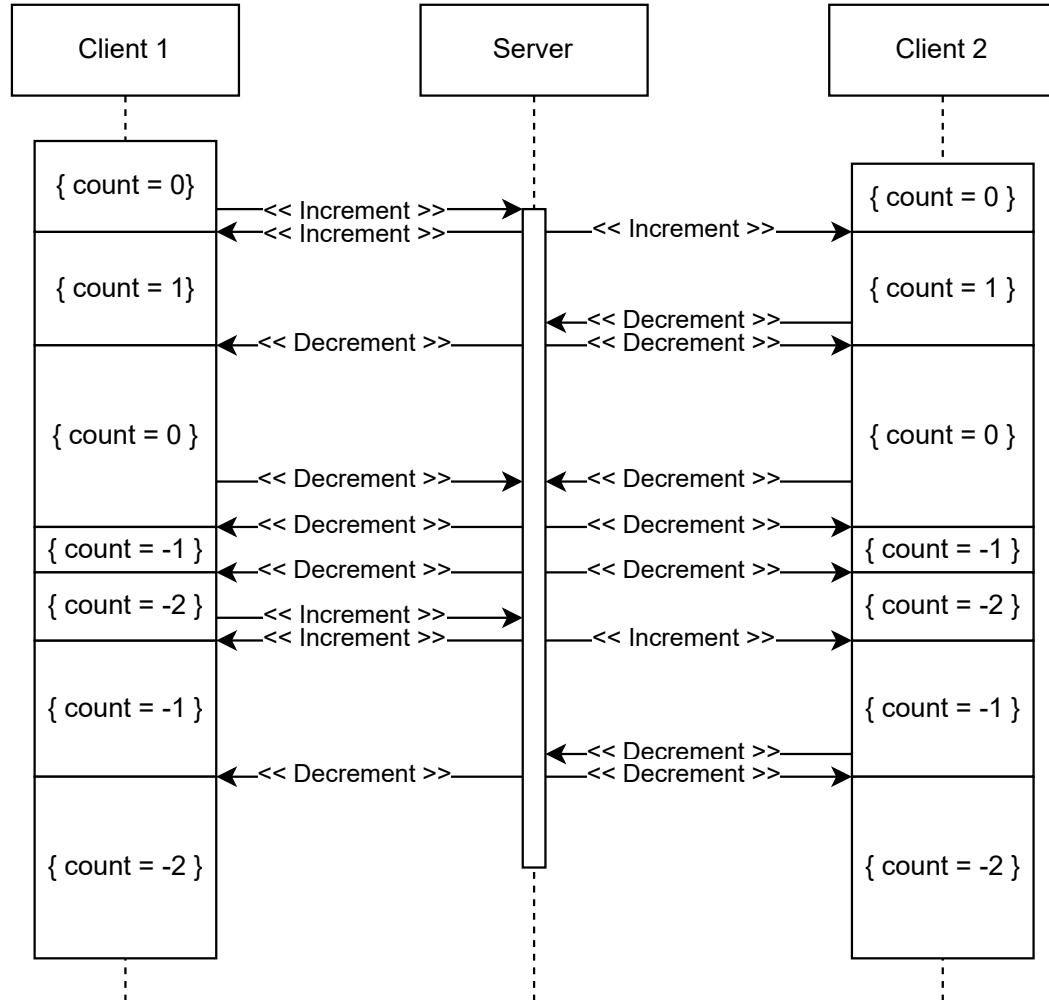 Client 1
Server
Client 2
{ count = 0}
{ count = 0 }
<< Increment >>
<< Increment >>
<< Increment >>
{ count = 1}
{ count = 1 }
<< Decrement >>
<< Decrement >>
<< Decrement >>
{ count = 0 }
{ count = 0 }
<< Decrement >>
<< Decrement >>
<< Decrement >>
<< Decrement >>
{ count = -1 }
{ count = -1 }
<< Decrement >>
<< Decrement >>
{ count = -2 }
{ count = -2 }
<< Increment >>
<< Increment >>
<< Increment >>
{ count = -1 }
{ count = -1 }
<< Decrement >>
<< Decrement >>
<< Decrement >>
{ count = -2 }
{ count = -2 }